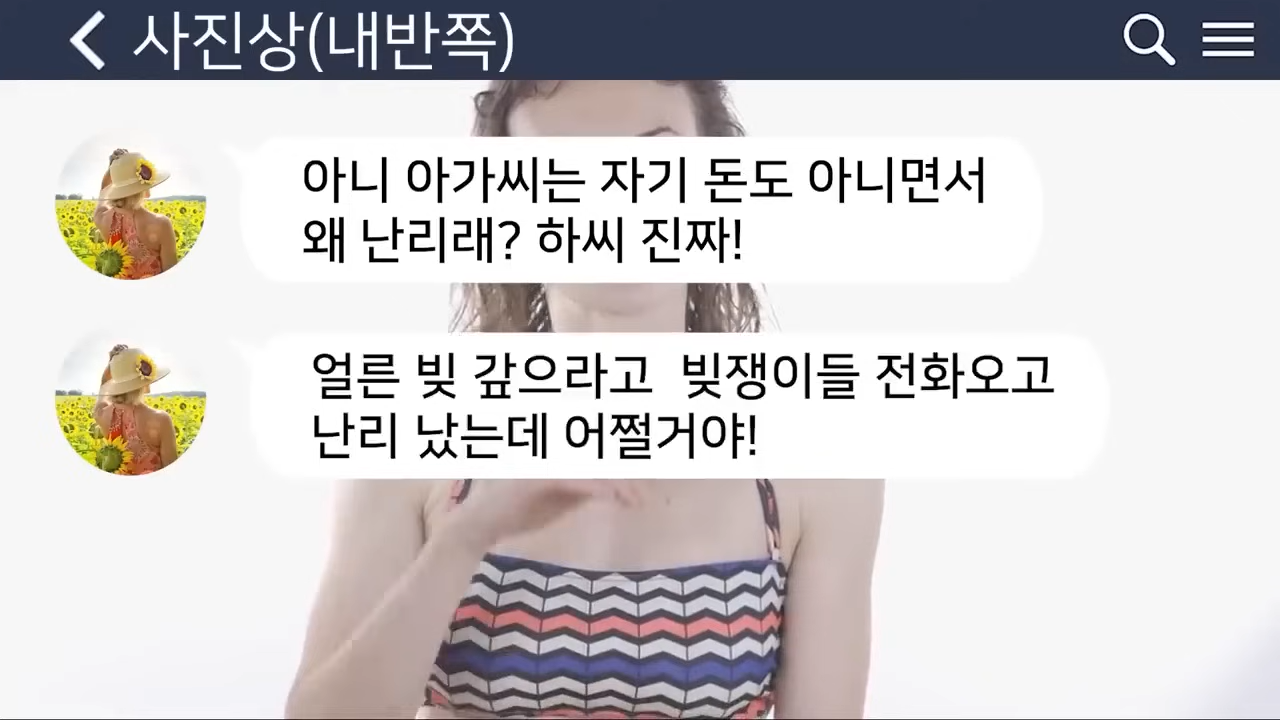 사진상(내반쪽)
아니 아가씨는 자기 돈도 아니면서
왜 난리래? 하씨 진짜!
얼른 빚 갚으라고 빚쟁이들 전화오고
난리 났는데 어쩔거야!